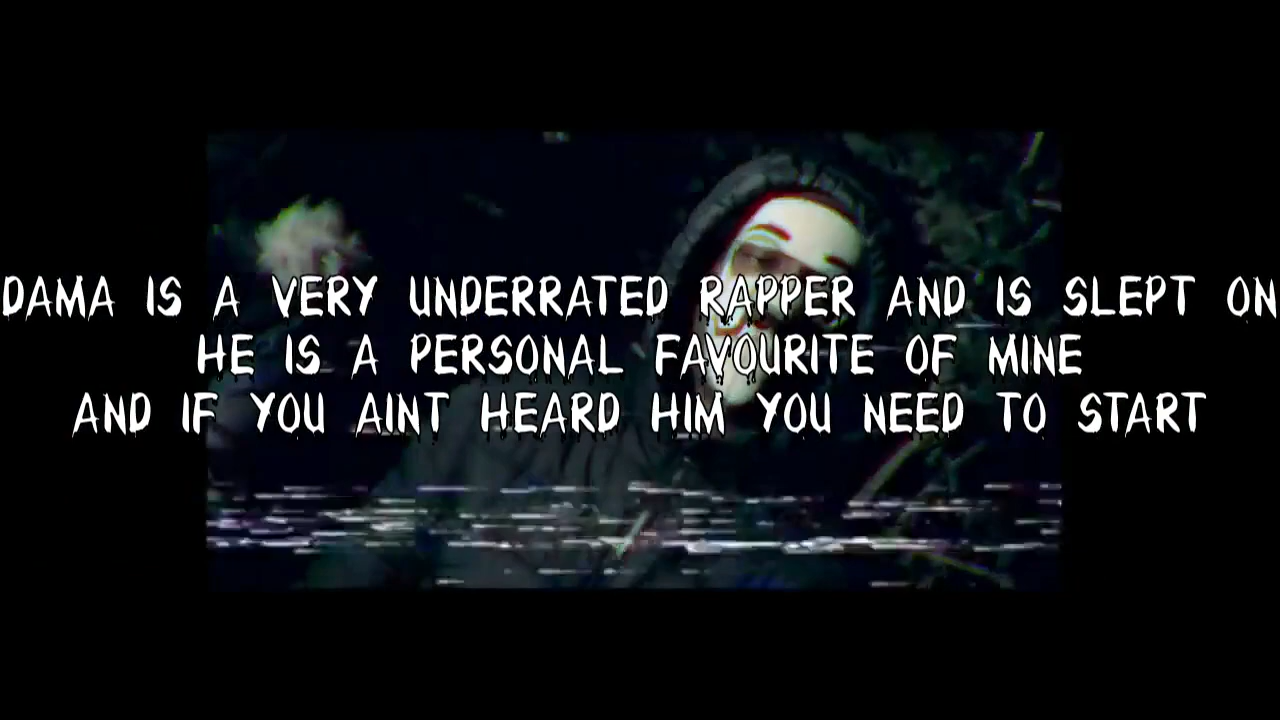 DAMA IS A VERY UNDERRATED RAPPER AND IS SLEPT ON
HE IS A PERSONAL FAVOURITE OF MINE
AND IF YOU AINT HEARD HIM YOU NEED TO START